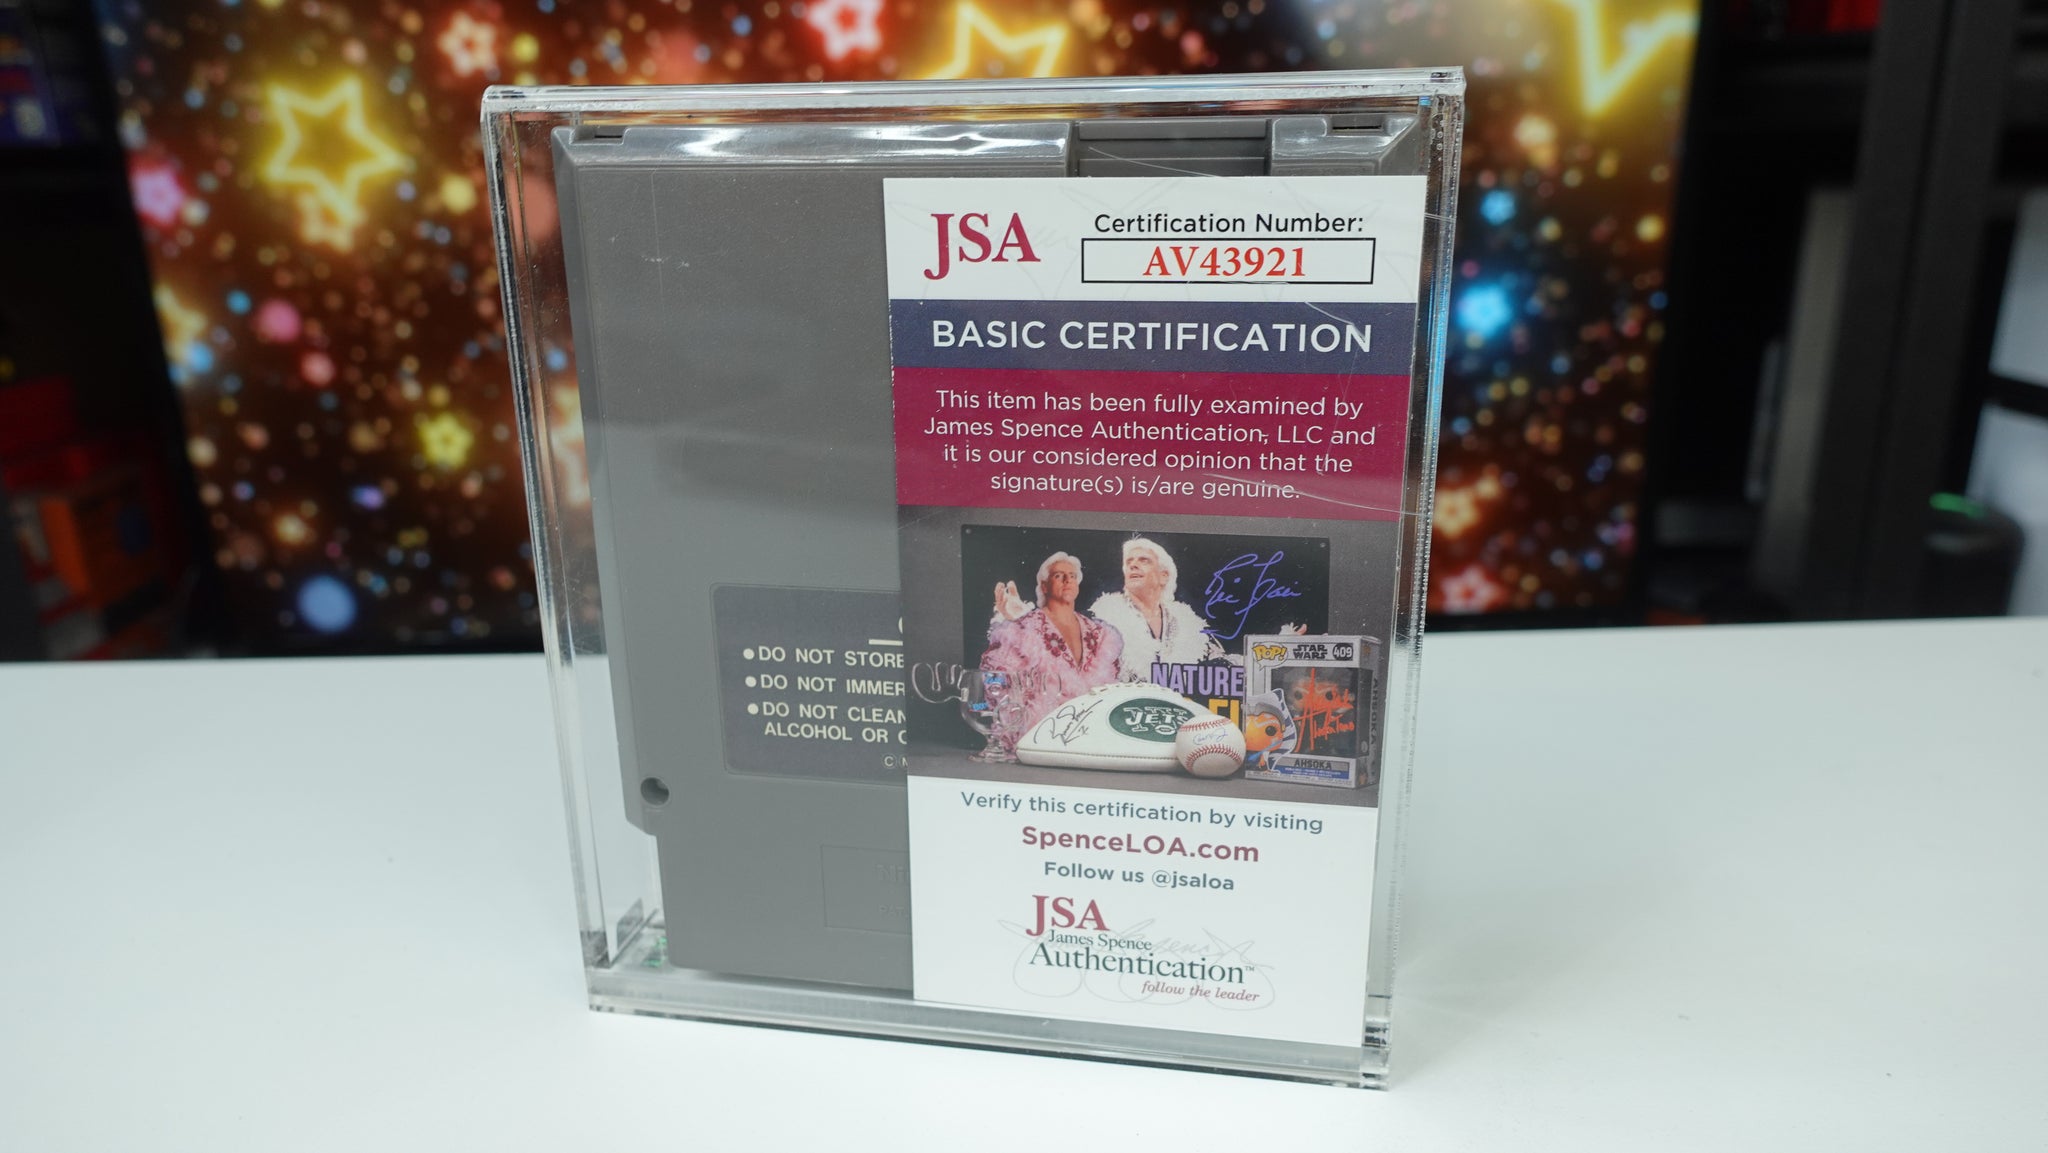 JSA
Certification Number:
AV43921
BASIC CERTIFICATION
This item has been fully examined by
James Spence Authentication, LLC and
it is our considered opinion that the
signature(s) is/are genuine.
NATURE
POP! STAR WARS 409
JETS
AHSOKA
AHSOKA
●DO NOT STORE
●DO NOT IMMER
●DO NOT CLEAN
ALCOHOL OR
Verify this certification by visiting
SpenceLOA.com
Follow us @jsaloa
JSA
James Spence
Authentication™
follow the leader